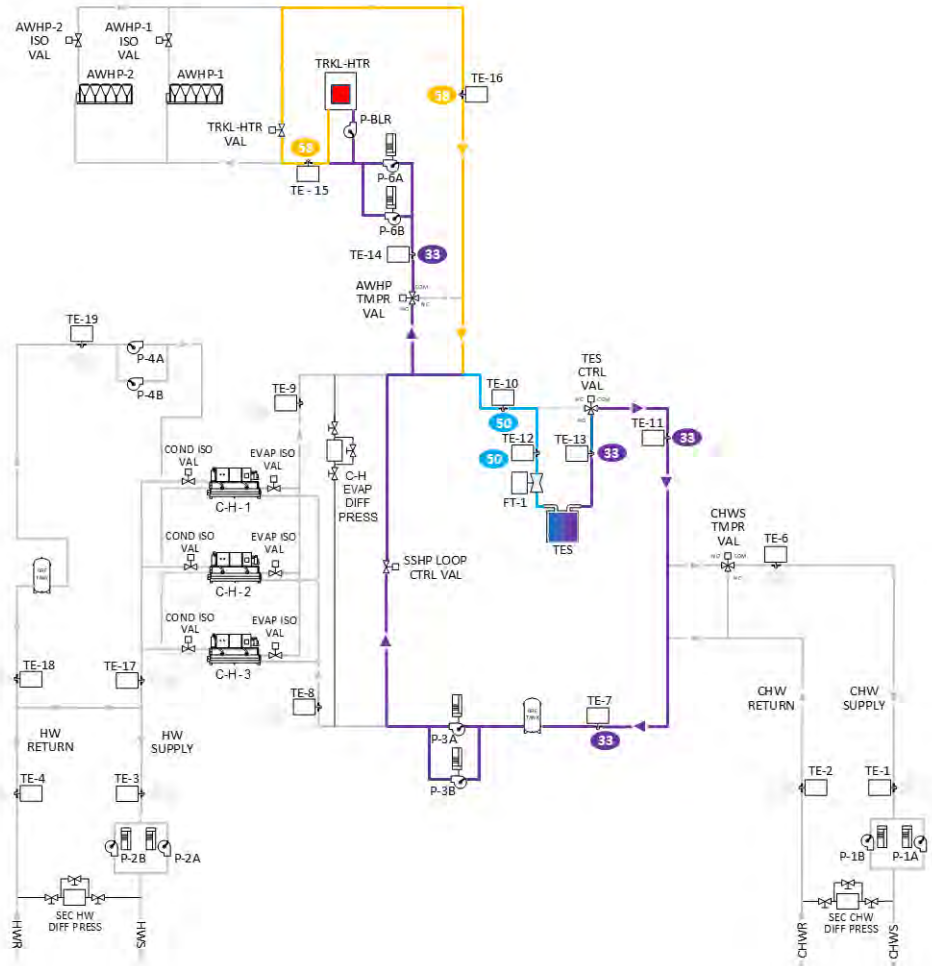 AWHP-2
ISO
VAL
AWHP-1
ISO
VAL
AWHP-2
AWHP-1
TRKL-HTR
TE-16
58
P-BLR
TRKL-HTR
VAL
58
TE - 15
P-6A
P-6B
TE-14
33
AWHP
TMPR
VAL
COM
NC
TE-19
P-4A
P-4B
TE-9
TE-10
50
TES
CTRL
VAL
COM
TE-11
33
TE-12
50
TE-13
33
FT-1
TES
COND ISO
VAL
EVAP ISO
VAL
C-H
EVAP
DIFF
PRESS
C-H - 1
COND ISO
VAL
EVAP ISO
VAL
C-H - 2
SSHP LOOP
CTRL VAL
COND ISO
VAL
EVAP ISO
VAL
C-H - 3
CHWS
TMPR
VAL
COM
TE-6
TE-18
TE-17
TE-8
TE-7
33
P-3A
P-3B
HW
RETURN
HW
SUPPLY
CHW
RETURN
CHW
SUPPLY
TE-4
TE-3
TE-2
TE-1
P-2B
P-2A
P-1B
P-1A
SEC HW
DIFF PRESS
SEC CHW
DIFF PRESS
HWR
HWS
CHWR
CHWS